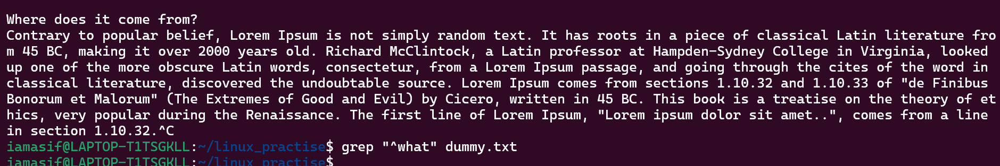 Where does it come from?
Contrary to popular belief, Lorem Ipsum is not simply random text. It has roots in a piece of classical Latin literature fro
m 45 BC, making it over 2000 years old. Richard McClintock, a Latin professor at Hampden-Sydney College in Virginia, looked
up one of the more obscure Latin words, consectetur, from a Lorem Ipsum passage, and going through the cites of the word in
classical literature, discovered the undoubtable source. Lorem Ipsum comes from sections 1.10.32 and 1.10.33 of "de Finibus
Bonorum et Malorum" (The Extremes of Good and Evil) by Cicero, written in 45 BC. This book is a treatise on the theory of et
hics, very popular during the Renaissance. The first line of Lorem Ipsum, "Lorem ipsum dolor sit amet..", comes from a line
in section 1.10.32.^C
iamasif@LAPTOP-T1TSGKLL:~/linux_practise$ grep "^what" dummy.txt
iamasif@LAPTOP-T1TSGKLL:~/linux_practise$